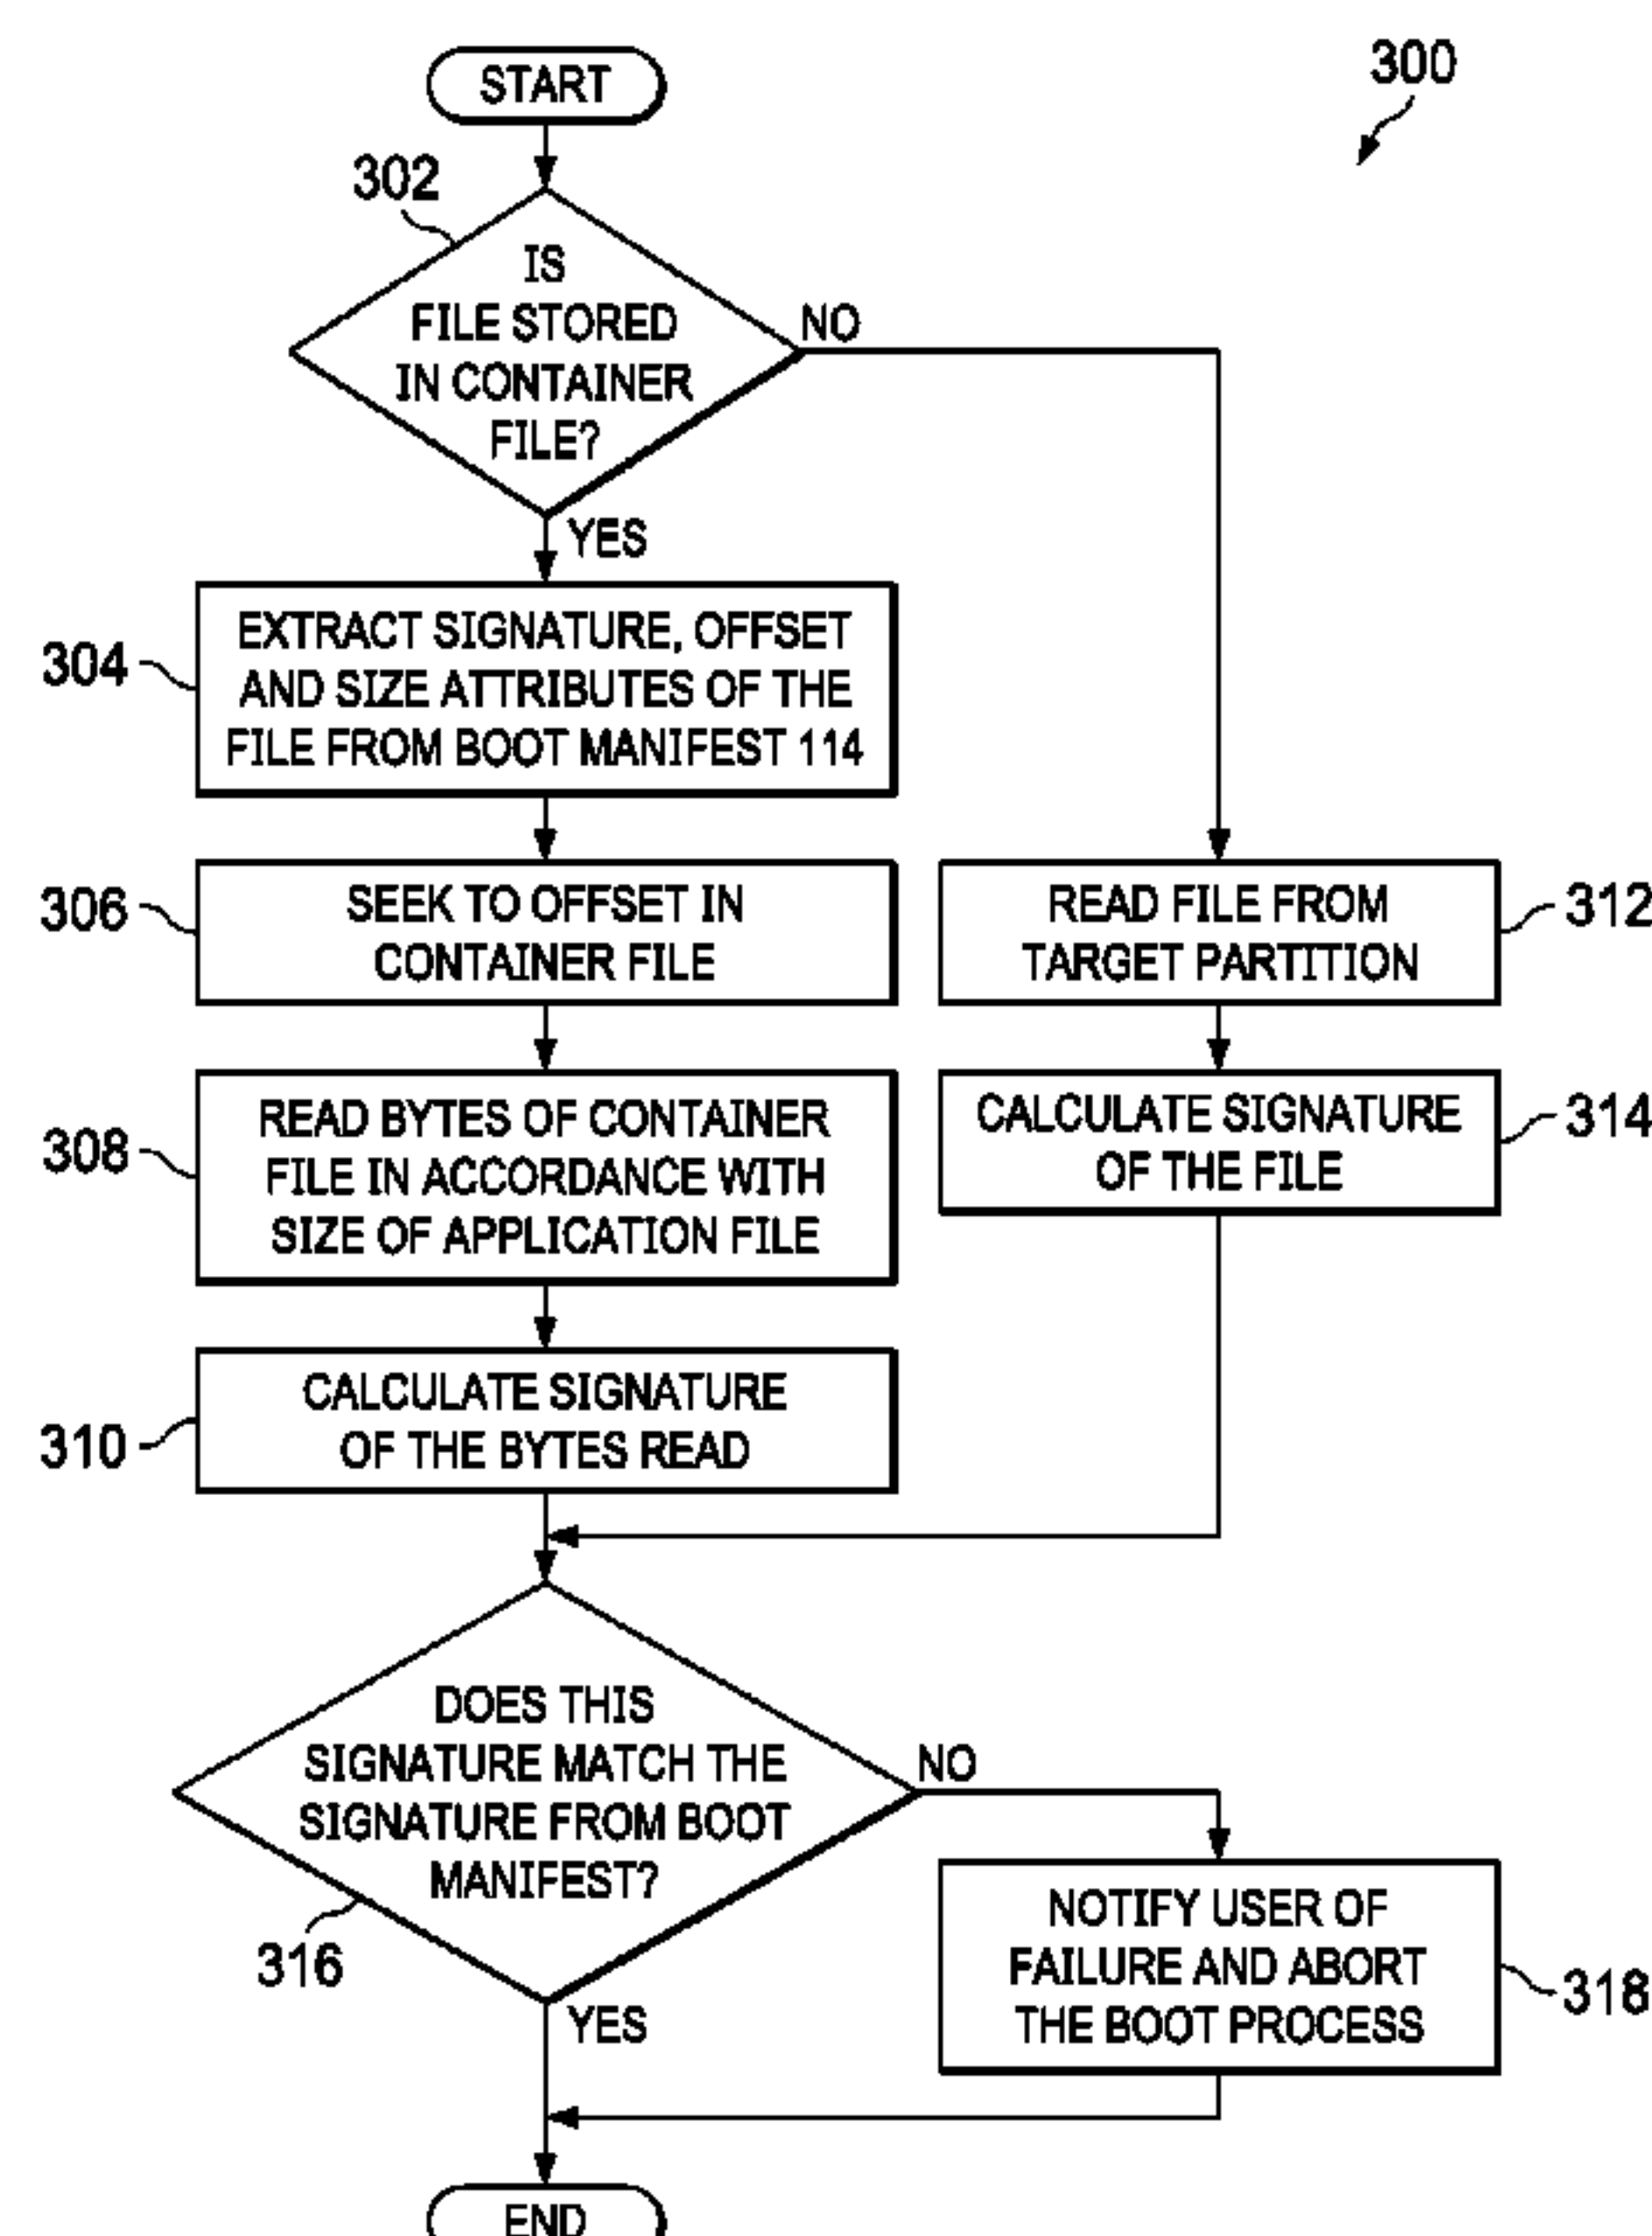 START
300
302
IS
FILE STORED
IN CONTAINER
FILE?
NO
YES
304
EXTRACT SIGNATURE, OFFSET
AND SIZE ATTRIBUTES OF THE
FILE FROM BOOT MANIFEST 114
306
SEEK TO OFFSET IN
CONTAINER FILE
READ FILE FROM
TARGET PARTITION
312
308
READ BYTES OF CONTAINER
FILE IN ACCORDANCE WITH
SIZE OF APPLICATION FILE
CALCULATE SIGNATURE
OF THE FILE
314
310
CALCULATE SIGNATURE
OF THE BYTES READ
DOES THIS
SIGNATURE MATCH THE
SIGNATURE FROM BOOT
MANIFEST?
NO
316
YES
NOTIFY USER OF
FAILURE AND ABORT
THE BOOT PROCESS
318
END